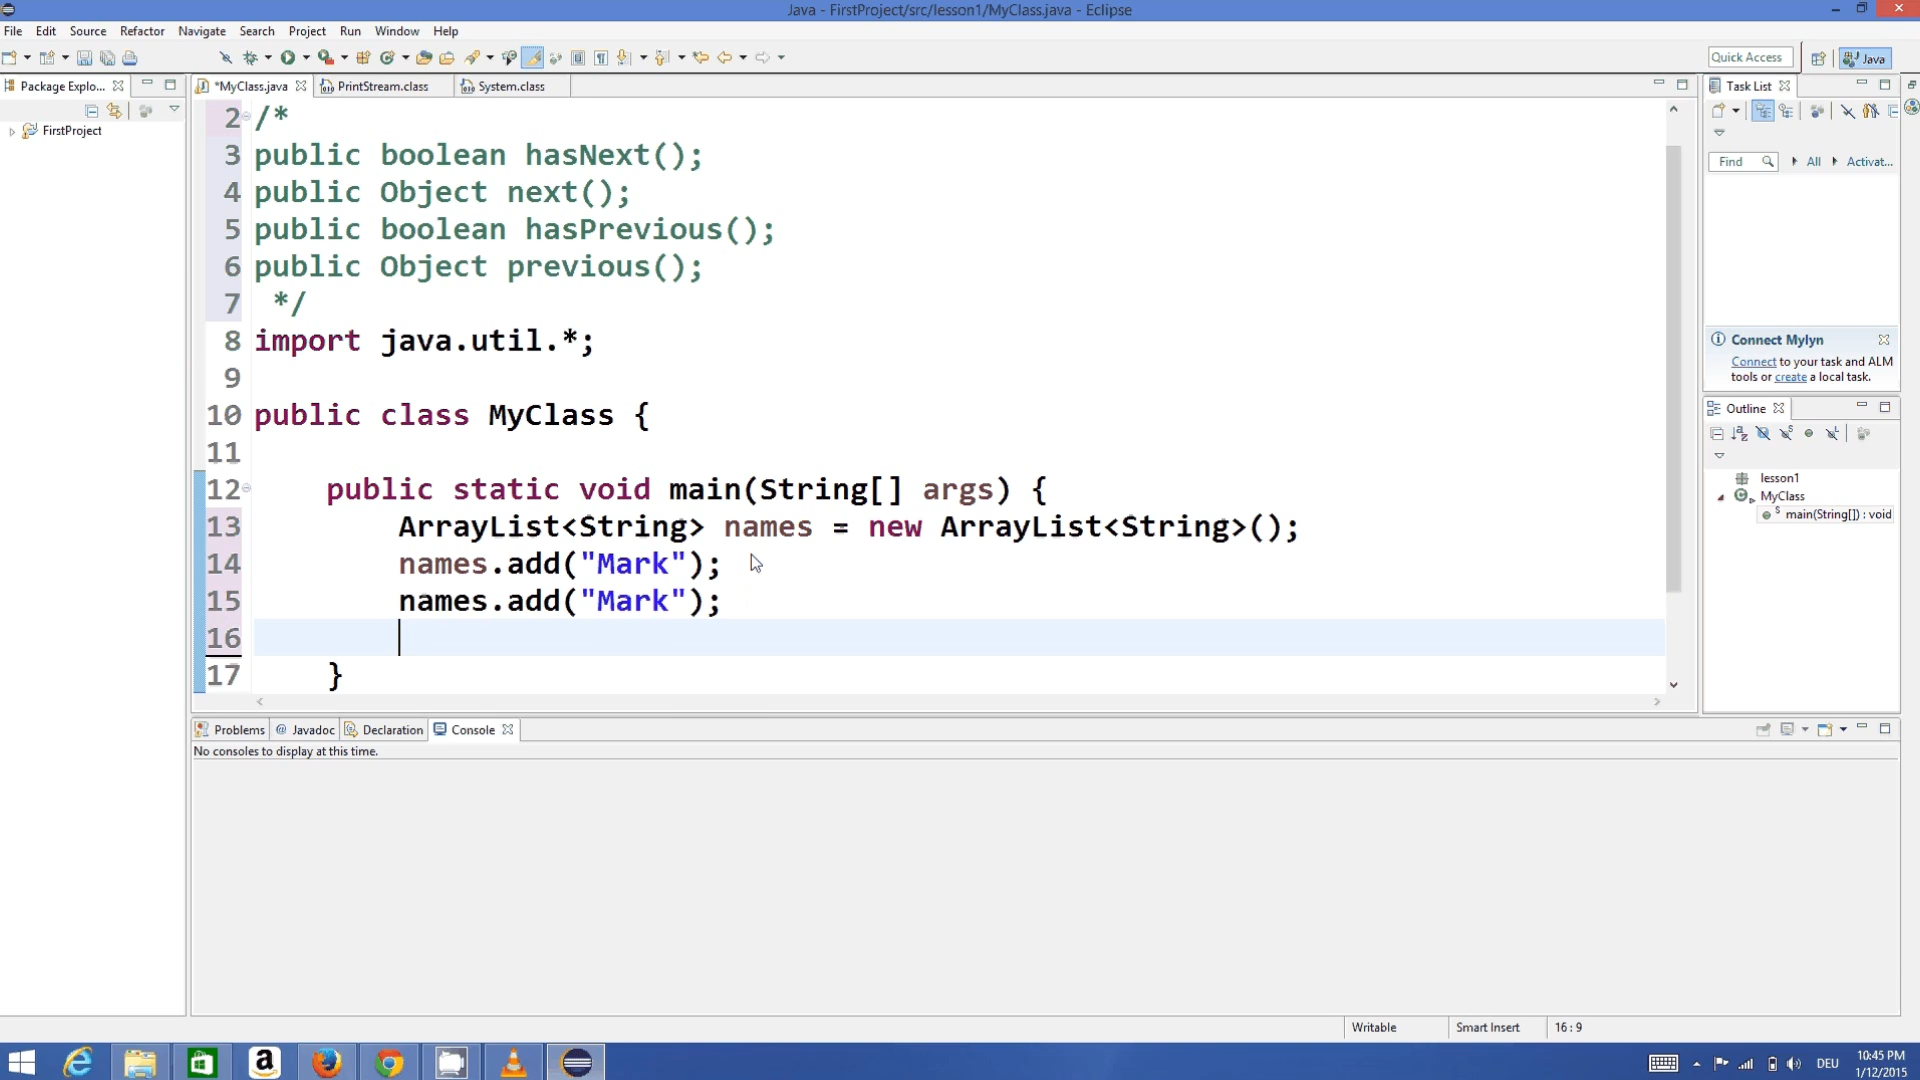 Java - FirstProject/src/lesson1/MyClass.java - Eclipse
File Edit Source Refactor Navigate Search Project Run Window Help
Quick Access
Java
Package Explo...
*MyClass.java
PrintStream.class
System.class
FirstProject
2 /*
3 public boolean hasNext();
4 public Object next();
5 public boolean hasPrevious();
6 public Object previous();
7 */
8 import java.util.*;
9
10 public class MyClass {
11
12 public static void main(String[] args) {
13 ArrayList<String> names = new ArrayList<String>();
14 names.add("Mark");
15 names.add("Mark");
16
17 }
Task List
Find
All
Activat...
Connect Mylyn
Connect to your task and ALM
tools or create a local task.
Outline
lesson1
MyClass
main(String[]) : void
Problems @ Javadoc Declaration Console
No consoles to display at this time.
Writable
Smart Insert
16 : 9
DEU
10:45 PM
1/12/2015